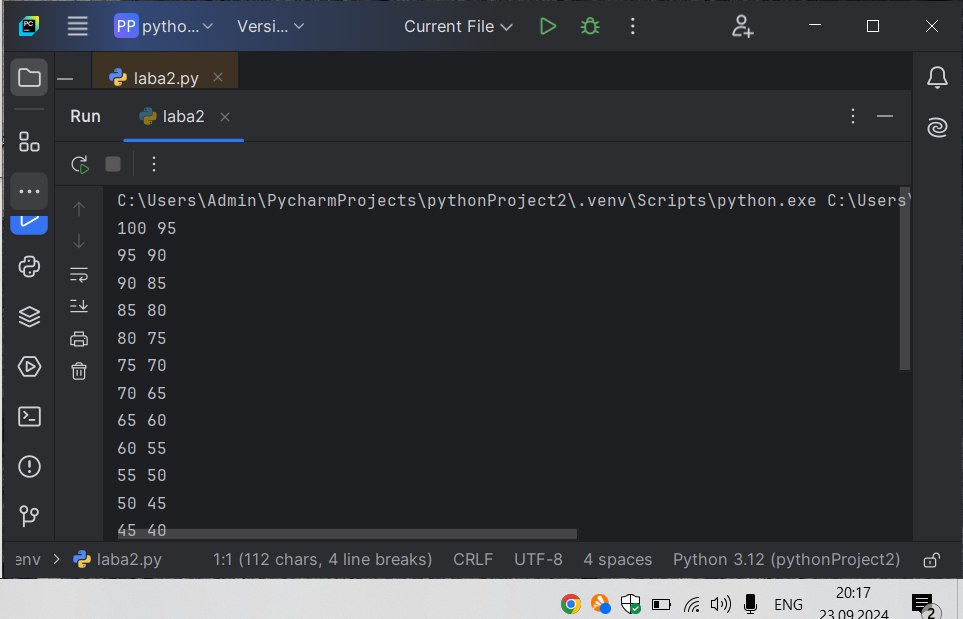 PC
PP pytho... Versi... Current File
laba2.py
Run laba2
C:\Users\Admin\PycharmProjects\pythonProject2\.venv\Scripts\python.exe C:\Users\
100 95
95 90
90 85
85 80
80 75
75 70
70 65
65 60
60 55
55 50
50 45
45 40
env > laba2.py 1:1 (112 chars, 4 line breaks) CRLF UTF-8 4 spaces Python 3.12 (pythonProject2)
ENG
20:17
23.09.2024
2